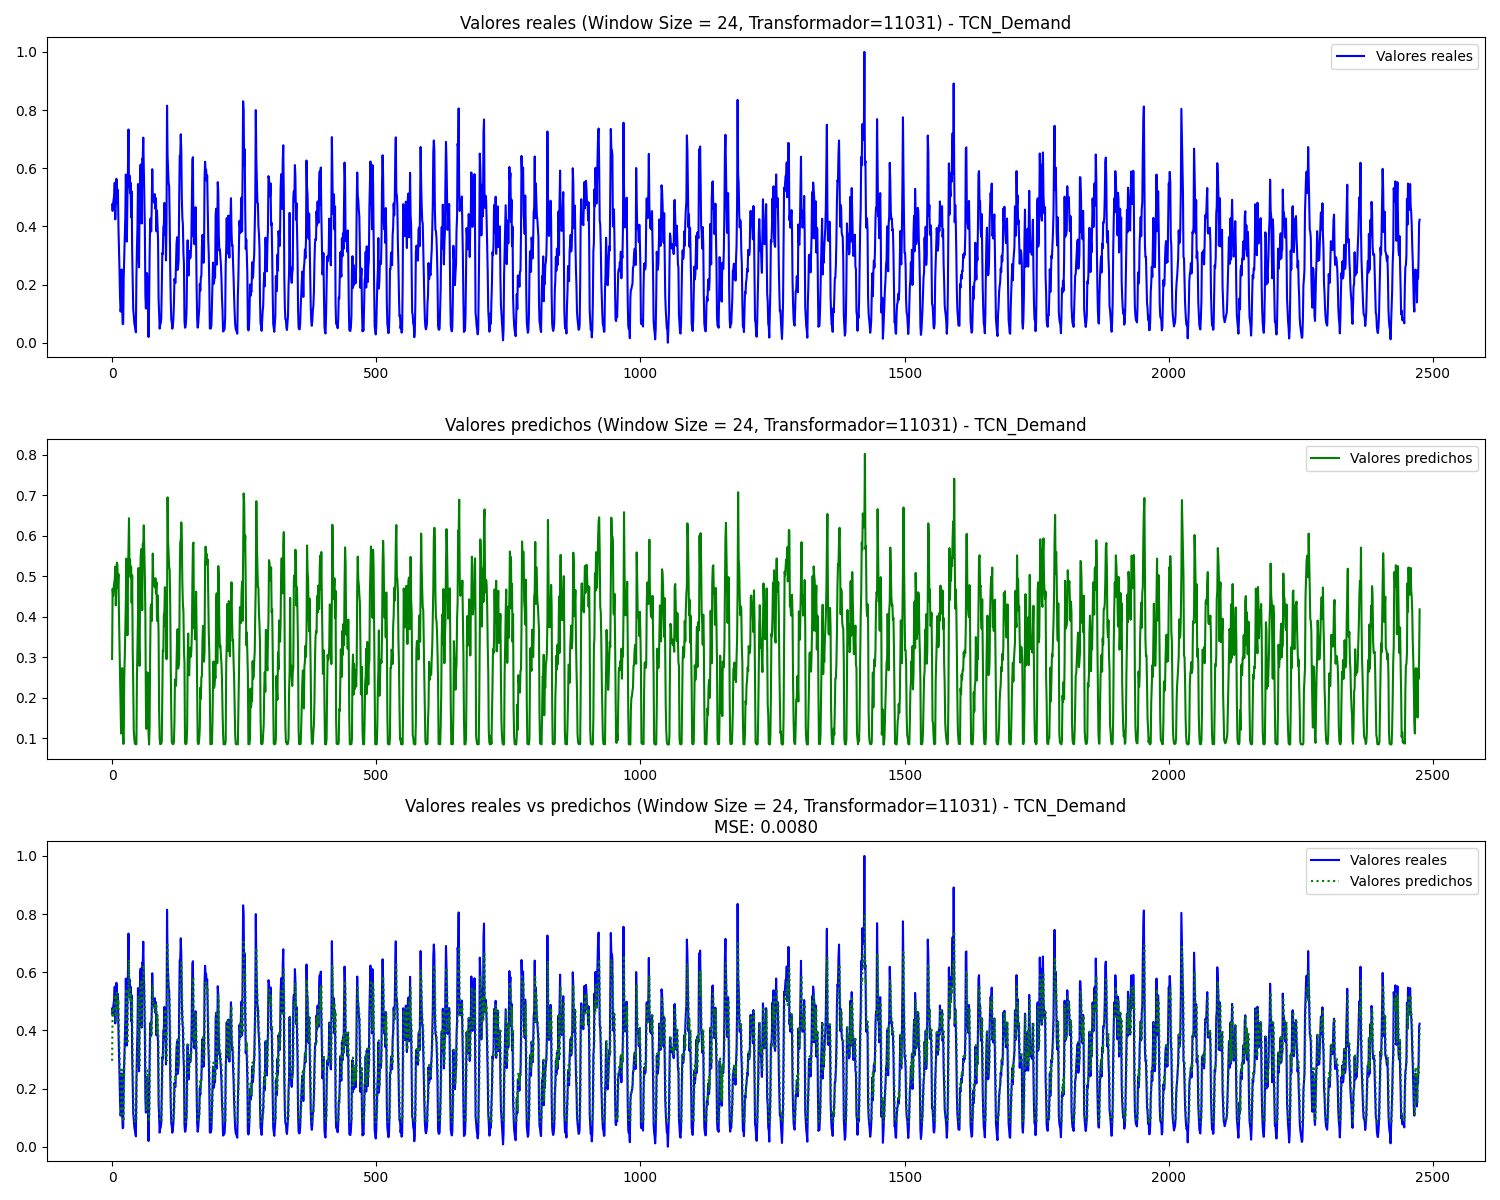 Valores reales (Window Size = 24, Transformador=11031) - TCN_Demand
Valores reales
1.0
0.8
0.6
0.4
0.2
0.0
0 500 1000 1500 2000 2500
Valores predichos (Window Size = 24, Transformador=11031) - TCN_Demand
Valores predichos
0.8
0.7
0.6
0.5
0.4
0.3
0.2
0.1
0 500 1000 1500 2000 2500
Valores reales vs predichos (Window Size = 24, Transformador=11031) - TCN_Demand
MSE: 0.0080
Valores reales
Valores predichos
1.0
0.8
0.6
0.4
0.2
0.0
0 500 1000 1500 2000 2500